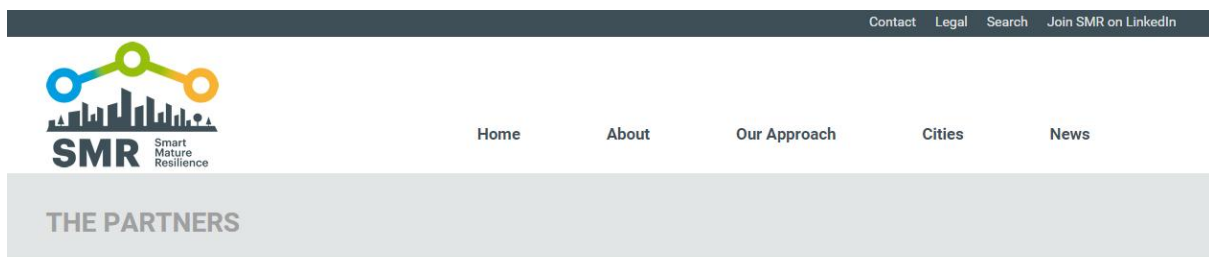 Contact Legal Search Join SMR on LinkedIn
SMR Smart
Mature
Resilience
Home About Our Approach Cities News
THE PARTNERS